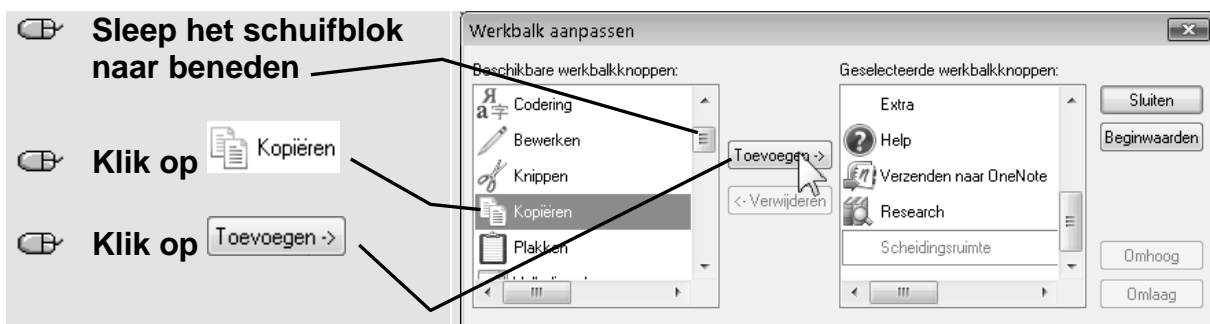 Sleep het schuifblok
naar beneden
Klik op Kopiëren
Klik op Toevoegen ->
Werkbalk aanpassen
Beschikbare werkbalkknoppen:
Codering
Bewerken
Knippen
Kopiëren
Plakken
Toevoegen ->
<- Verwijderen
Geselecteerde werkbalkknoppen:
Extra
Help
Verzenden naar OneNote
Research
Scheidingsruimte
Sluiten
Beginwaarden
Omhoog
Omlaag